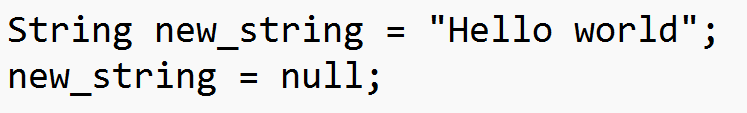 String new_string = "Hello world";
new_string = null;